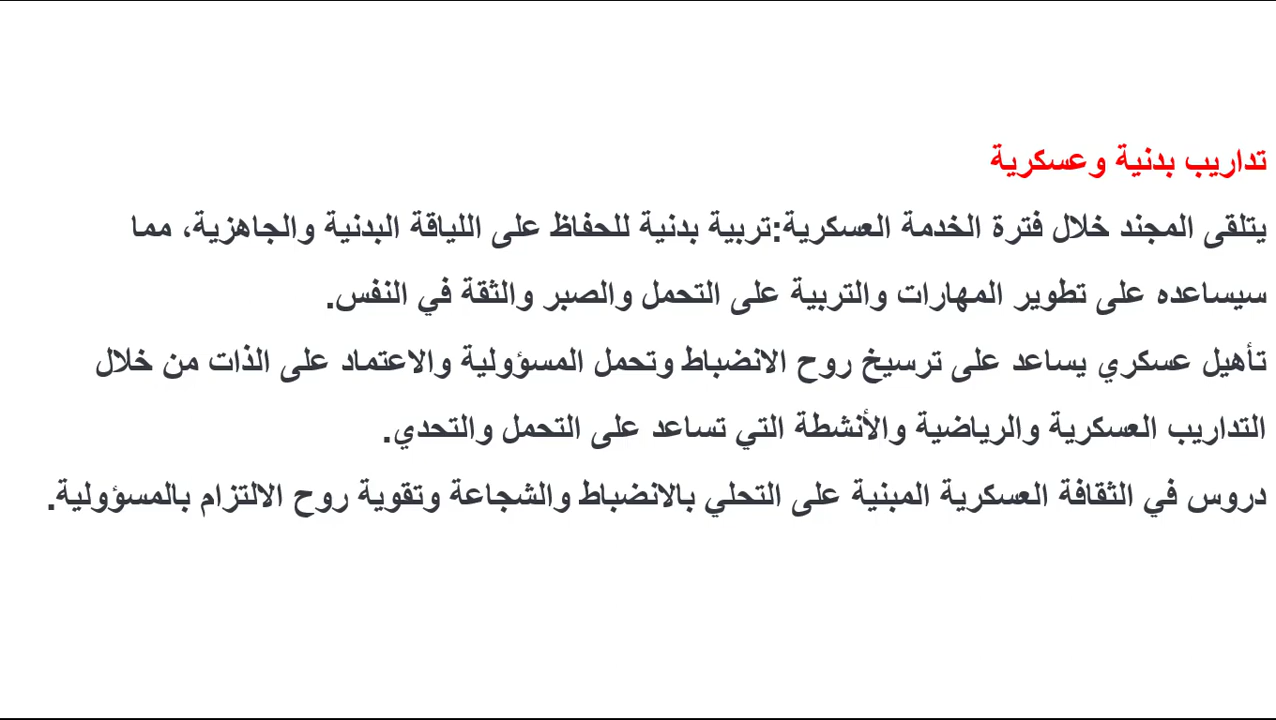 تداريب بدنية وعسكرية
يتلقى المجند خلال فترة الخدمة العسكرية:تربية بدنية للحفاظ على اللياقة البدنية والجاهزية، مما
سيساعده على تطوير المهارات والتربية على التحمل والصبر والثقة في النفس.
تأهيل عسكري يساعد على ترسيخ روح الانضباط وتحمل المسؤولية والاعتماد على الذات من خلال
التداريب العسكرية والرياضية والأنشطة التي تساعد على التحمل والتحدي.
دروس في الثقافة العسكرية المبنية على التحلي بالانضباط والشجاعة وتقوية روح الالتزام بالمسؤولية.